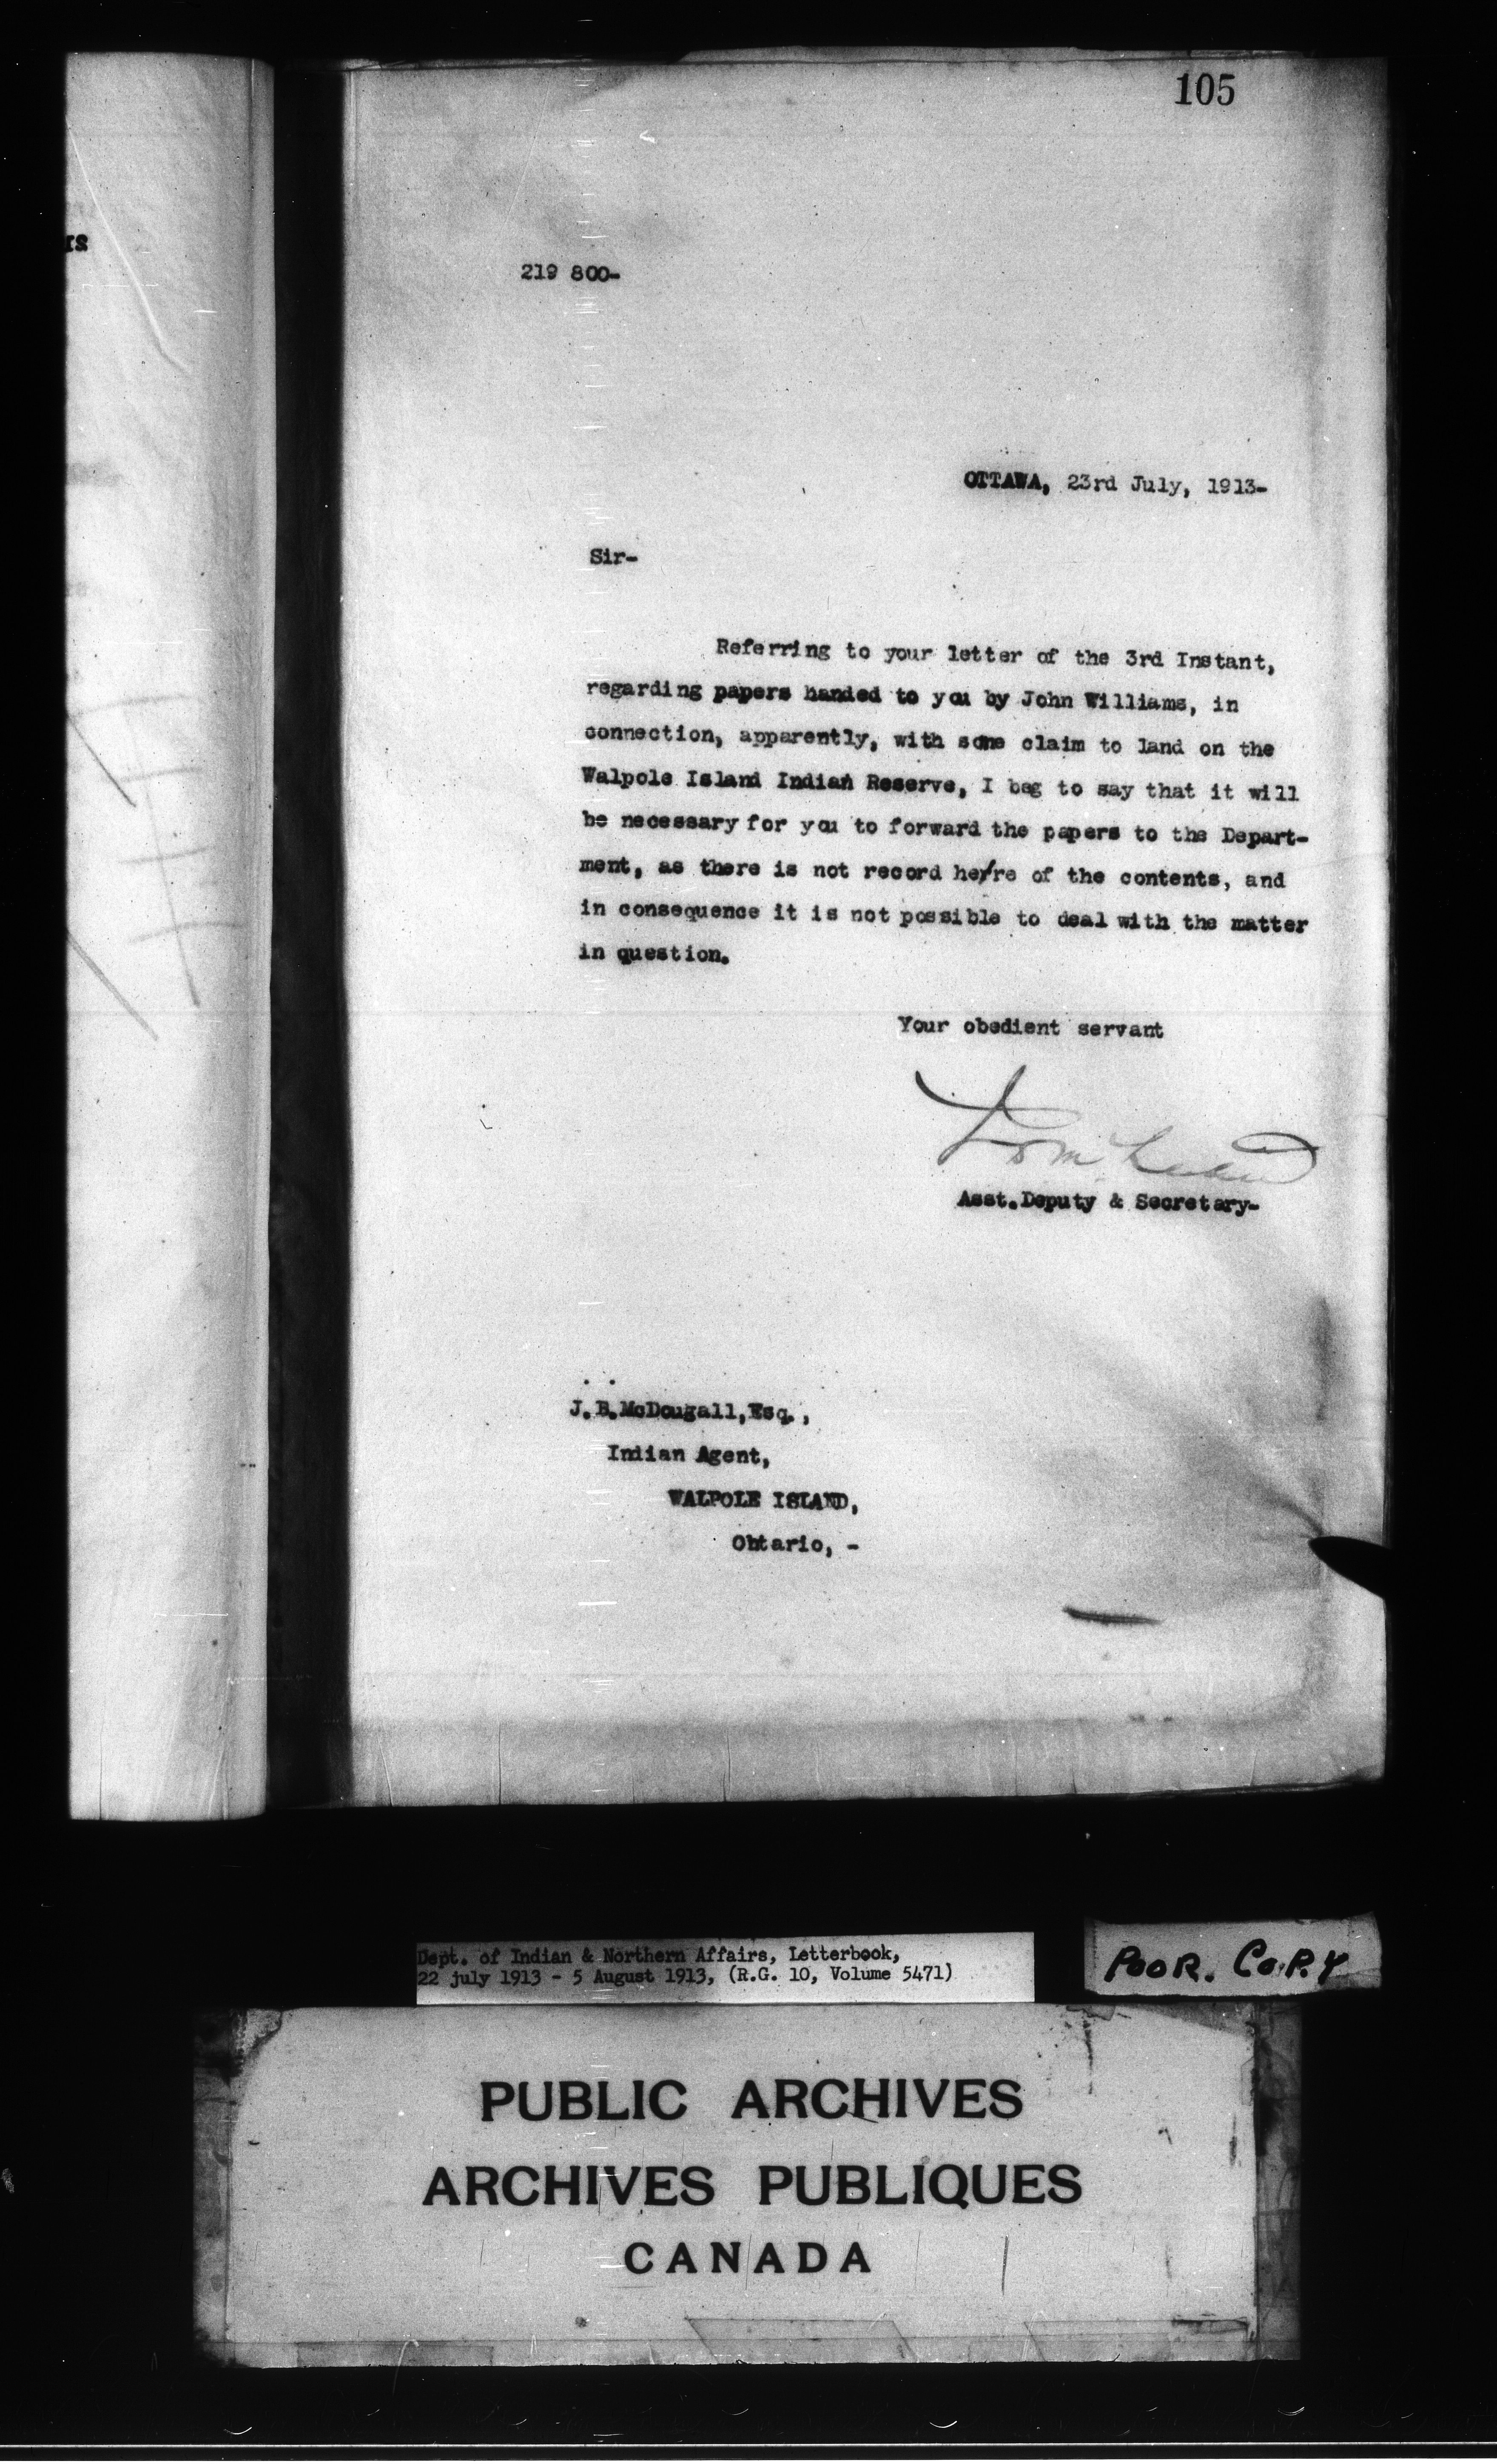 105
219 800-
OTTAWA, 23rd July, 1913-
Sir-
Referring to your letter of the 3rd Instant,
regarding papers handed to you by John Williams, in
connection, apparently, with some claim to land on the
Walpole Island Indian Reserve, I beg to say that it will
be necessary for you to forward the papers to the Depart-
ment, as there is not record he/re of the contents, and
in consequence it is not possible to deal with the matter
in question.
Your obedient servant
Asst. Deputy & Secretary-
J. B. McDougall, Esq.,
Indian Agent,
WALPOLE ISLAND,
Ontario, -
Dept. of Indian & Northern Affairs, Letterbook,
22 july 1913 - 5 August 1913, (R.G. 10, Volume 5471)
POOR. COPY
PUBLIC ARCHIVES
ARCHIVES PUBLIQUES
CANADA